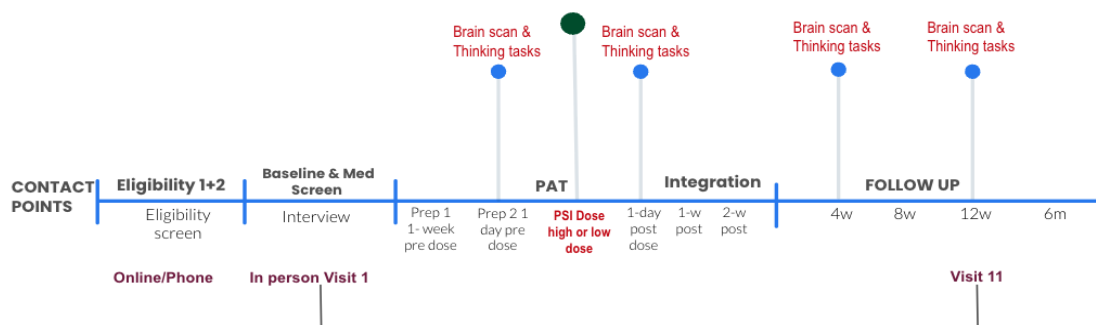 Brain scan &
Thinking tasks
Brain scan &
Thinking tasks
Brain scan &
Thinking tasks
Brain scan &
Thinking tasks
CONTACT
POINTS
Eligibility 1+2
Baseline & Med
Screen
PAT
Integration
FOLLOW UP
Eligibility
screen
Interview
Prep 1
1- week
pre dose
Prep 2 1
day pre
dose
PSI Dose
high or low
dose
1-day
post
dose
1-w
post
2-w
post
4w
8w
12w
6m
Online/Phone
In person Visit 1
Visit 11